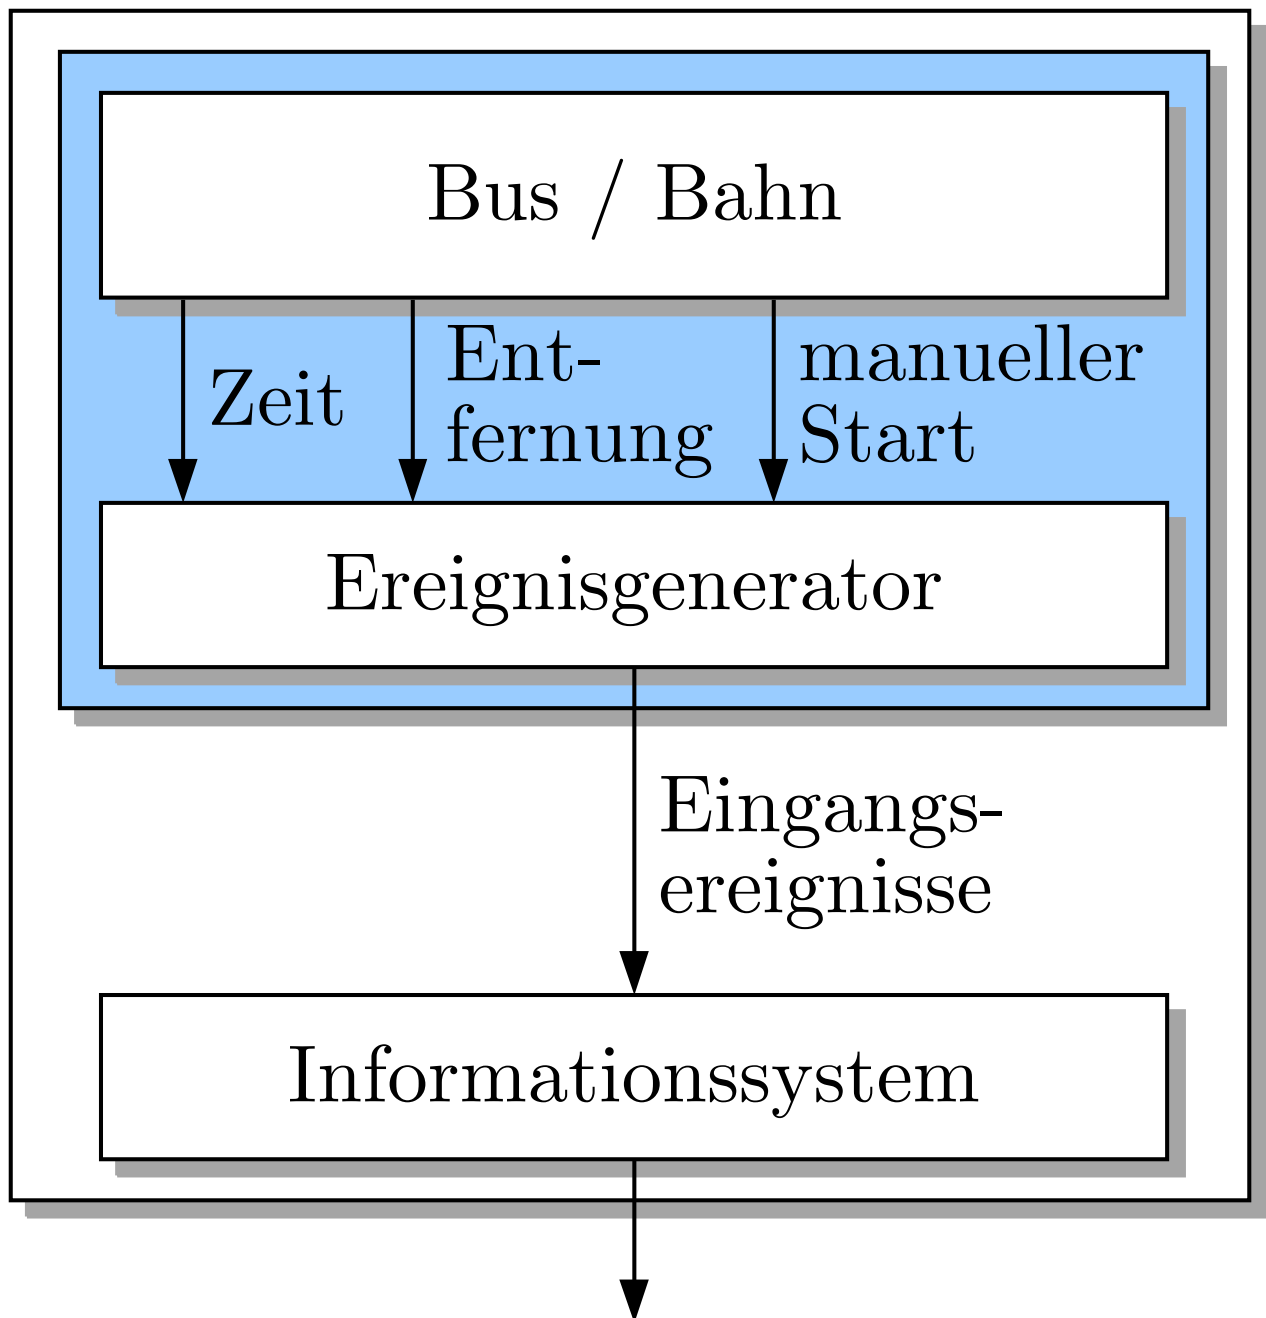 Bus / Bahn
Zeit
Ent-
fernung
manueller
Start
Ereignisgenerator
Eingangs-
ereignisse
Informationssystem